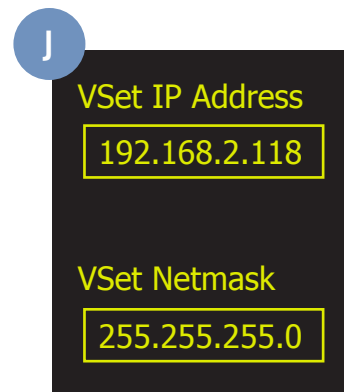 J
VSet IP Address
192.168.2.118
VSet Netmask
255.255.255.0